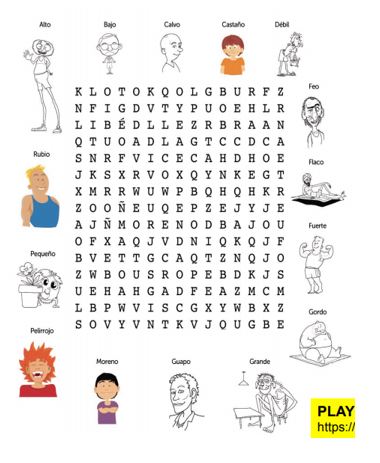 Alto Bajo Calvo Castaño Débil
K L O T O K Q O L G B U R F Z
Feo
N F I G D V T Y P U O E H L R
L I B É D L L E Z R B R A A N
Q T U O A D L A G T C C D C A
Rubio
S N R F V I C E C A H D H O E
Flaco
J K S X R V O X Q Y N K E G T
X M R R W U W P B Q H Q H K R
Z O O Ñ E U Q E P Z E J Y J E
Fuerte
A J Ñ M O R E N O D B A J O U
O F X A Q J V D N I Q K Q J F
Pequeño
B V E T T G C A Q T Z N Q J O
Z W B O U S R O P E B D K J S
U E H A H G A D F E A Z M C M
Gordo
L B P W V I S C G X Y W B X Z
S O V Y V N T K V J Q U G B E
Pelirrojo
Moreno Guapo Grande
PLAY
https://